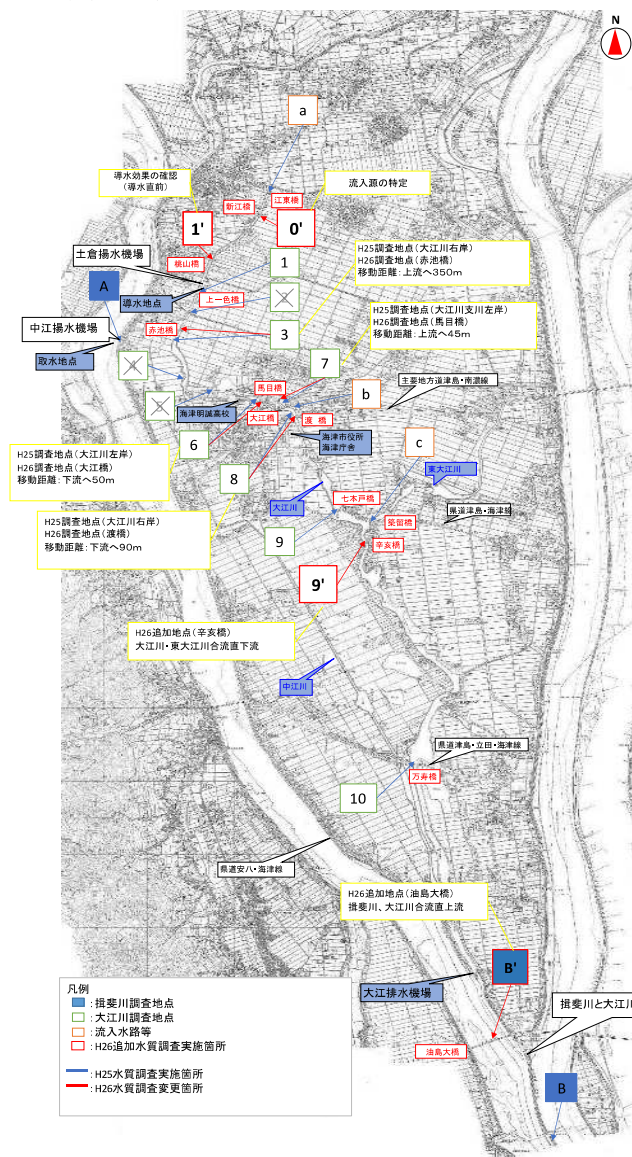 N
a
導水効果の確認
(導水直前)
流入源の特定
江東橋
新江橋
1'
0'
桃山橋
土倉揚水機場
1
H25調査地点(大江川右岸)
H26調査地点(赤池橋)
移動距離:上流へ350m
A
導水地点
上一色橋
2
中江揚水機場
赤池橋
3
H25調査地点(大江川支川左岸)
H26調査地点(馬目橋)
移動距離:上流へ45m
取水地点
4
7
馬目橋
b
主要地方道津島・南濃線
5
海津明誠高校
大江橋
渡 橋
6
海津市役所
海津庁舎
c
H25調査地点(大江川左岸)
H26調査地点(大江橋)
移動距離:下流へ50m
8
東大江川
大江川
七本戸橋
県道津島・海津線
H25調査地点(大江川右岸)
H26調査地点(渡橋)
移動距離:下流へ90m
9
築留橋
辛亥橋
9'
H26追加地点(辛亥橋)
大江川・東大江川合流直下流
中江川
県道津島・立田・海津線
万寿橋
10
県道安八・海津線
H26追加地点(油島大橋)
揖斐川、大江川合流直上流
B'
大江排水機場
揖斐川と大江川
油島大橋
B
凡例
:揖斐川調査地点
:大江川調査地点
:流入水路等
:H26追加水質調査実施箇所
:H25水質調査実施箇所
:H26水質調査変更箇所